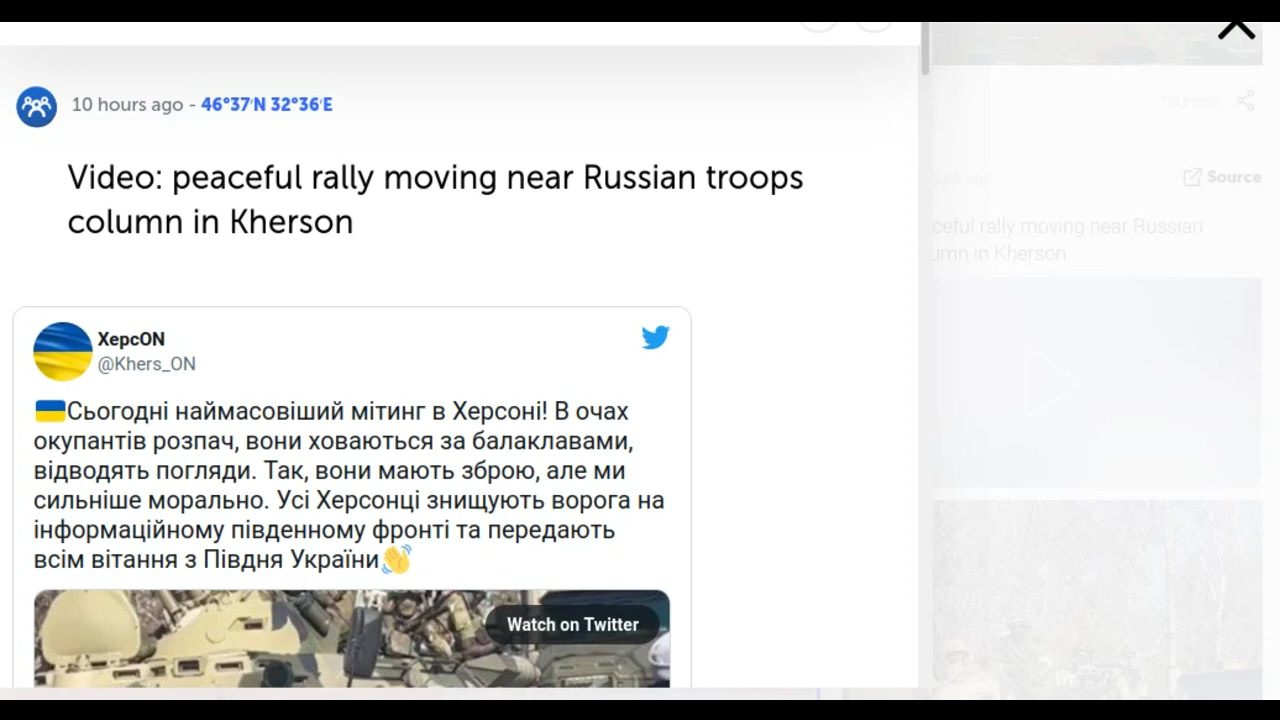 10 hours ago - 46°37′N 32°36′E
Video: peaceful rally moving near Russian troops
column in Kherson
ХерсON
@Khers_ON
Сьогодні наймасовіший мітинг в Херсоні! В очах
окупантів розпач, вони ховаються за балаклавами,
відводять погляди. Так, вони мають зброю, але ми
сильніше морально. Усі Херсонці знищують ворога на
інформаційному південному фронті та передають
всім вітання з Півдня України
Watch on Twitter
Source
rally moving near Russian
in Kherson